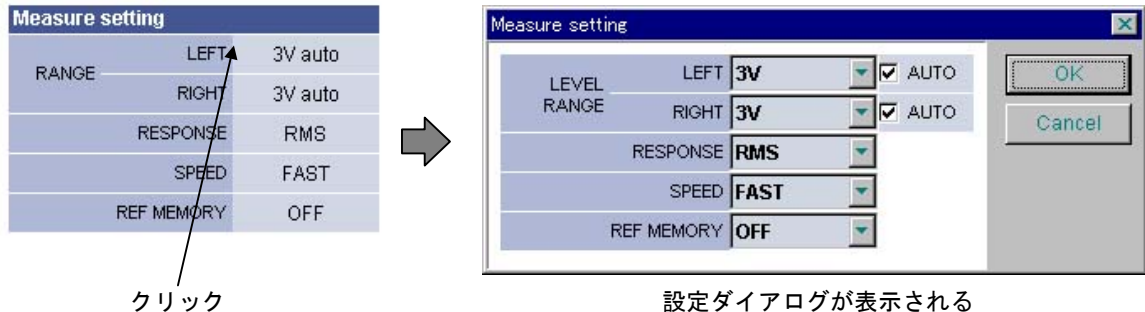 Measure setting
LEFT 3V auto
RANGE
RIGHT 3V auto
RESPONSE RMS
SPEED FAST
REF MEMORY OFF
クリック
Measure setting
LEFT 3V AUTO
LEVEL RANGE
RIGHT 3V AUTO
RESPONSE RMS
SPEED FAST
REF MEMORY OFF
OK
Cancel
設定ダイアログが表示される